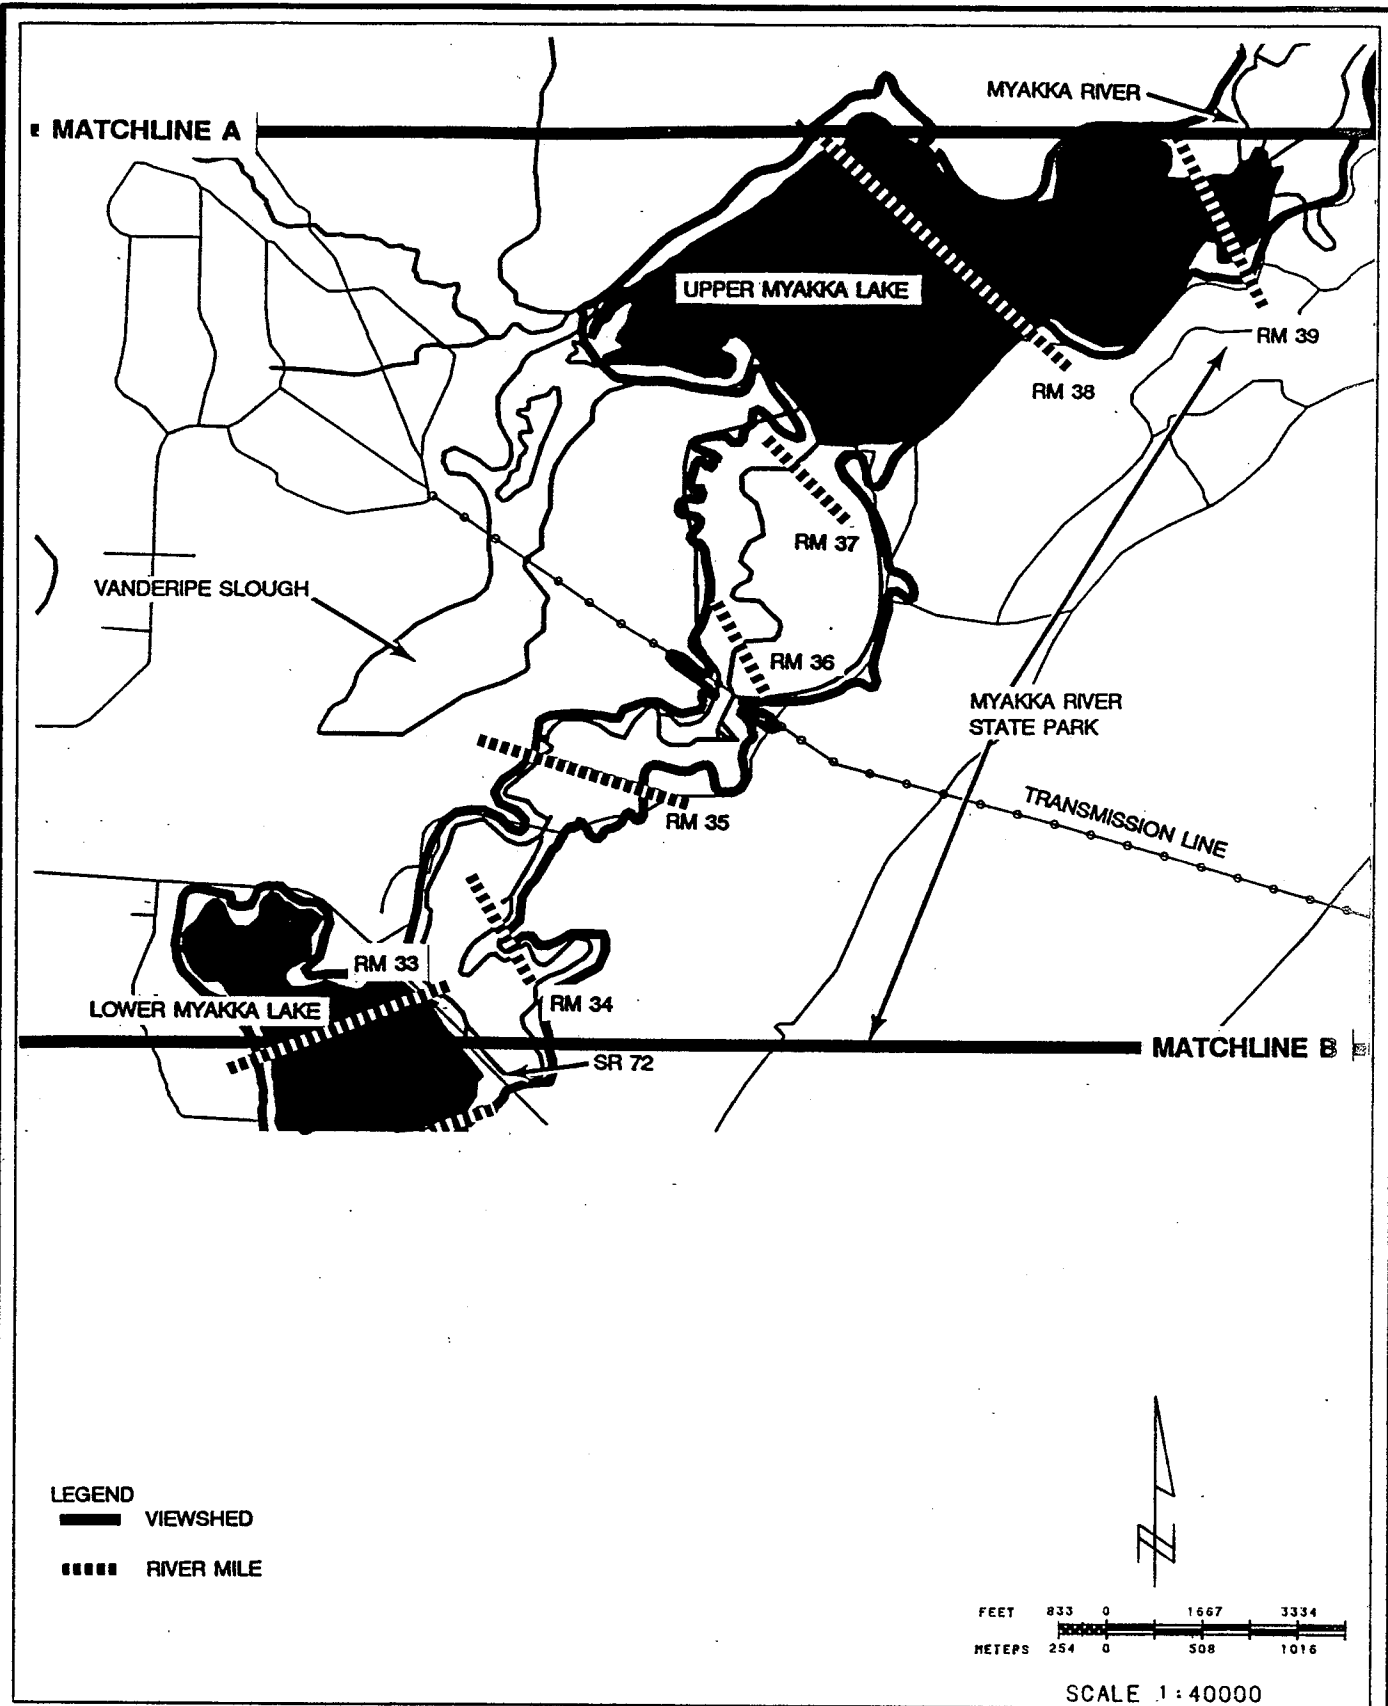 MYAKKA RIVER
MATCHLINE A
UPPER MYAKKA LAKE
RM 39
RM 38
RM 37
VANDERIPE SLOUGH
RM 36
MYAKKA RIVER
STATE PARK
TRANSMISSION LINE
RM 35
RM 33
RM 34
LOWER MYAKKA LAKE
MATCHLINE B
SR 72
LEGEND
VIEWSHED
RIVER MILE
N
FEET 833 0 1667 3334
METERS 254 0 508 1016
SCALE 1:40000